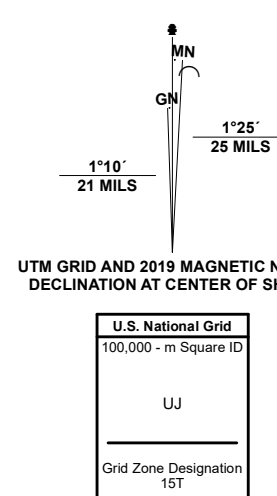 MN
GN
1°25´
25 MILS
1°10´
21 MILS
UTM GRID AND 2019 MAGNETIC N
DECLINATION AT CENTER OF SH
U.S. National Grid
100,000 - m Square ID
UJ
Grid Zone Designation
15T